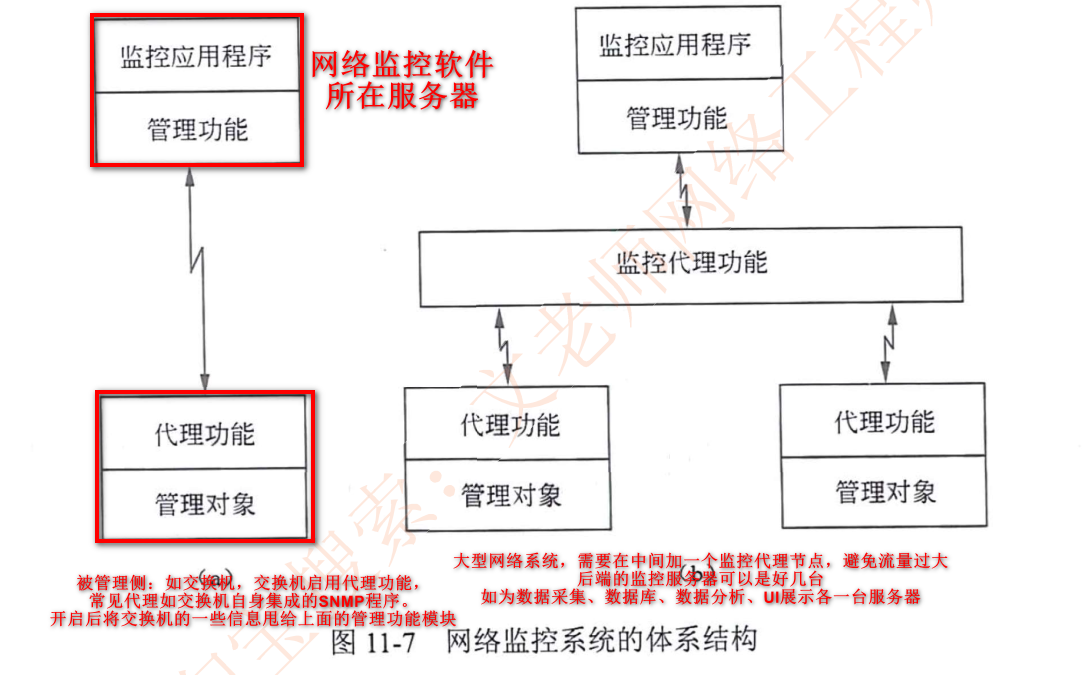 监控应用程序
管理功能
网络监控软件
所在服务器
监控应用程序
管理功能
监控代理功能
代理功能
管理对象
代理功能
管理对象
代理功能
管理对象
(a)
被管理侧：如交换机，交换机启用代理功能，
常见代理如交换机自身集成的SNMP程序。
开启后将交换机的一些信息甩给上面的管理功能模块
(b)
大型网络系统，需要在中间加一个监控代理节点，避免流量过大
后端的监控服务器可以是好几台
如为数据采集、数据库、数据分析、UI展示各一台服务器
图 11-7 网络监控系统的体系结构
搜索：文老师网络工程